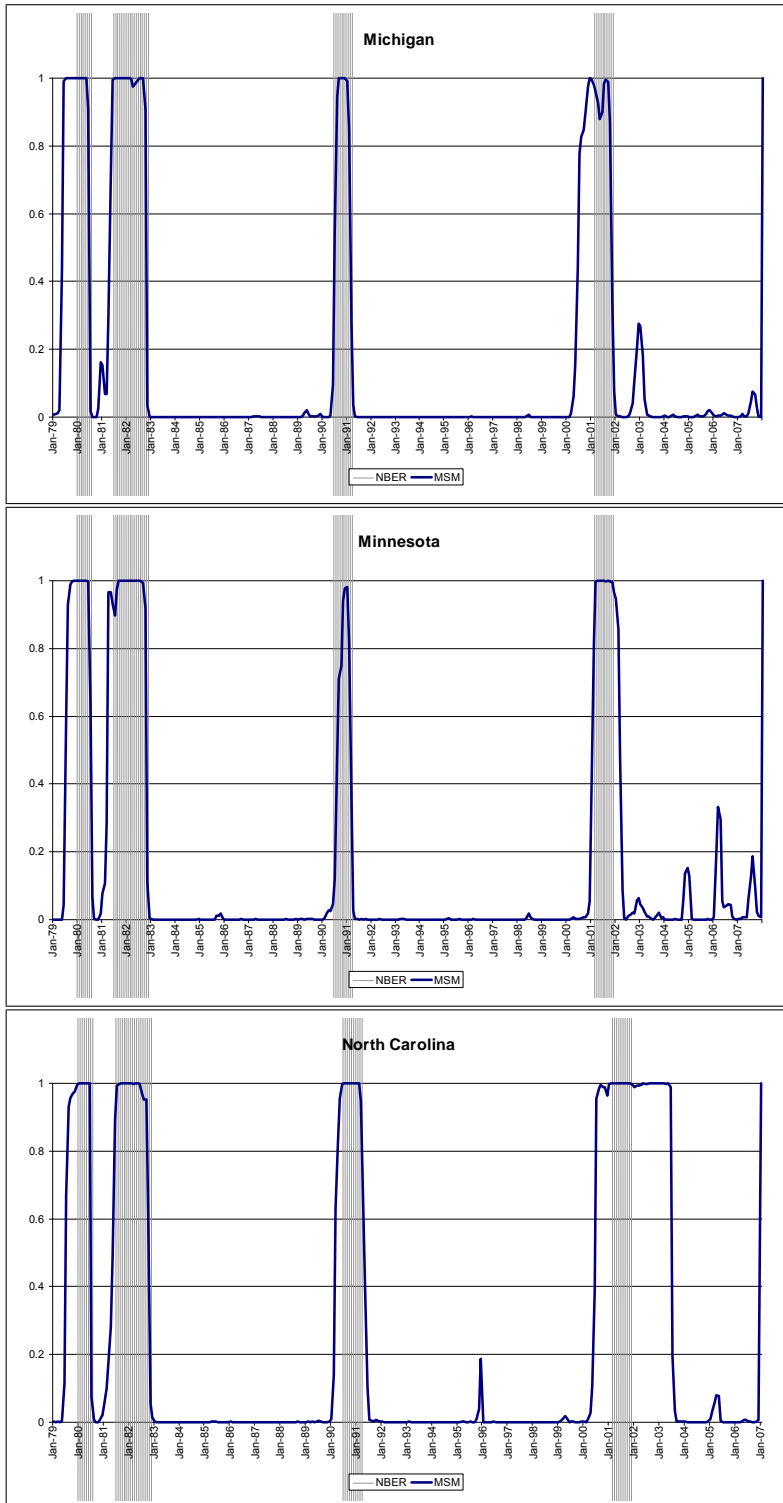 Michigan
1
0.8
0.6
0.4
0.2
0
Jan-79 Jan-80 Jan-81 Jan-82 Jan-83 Jan-84 Jan-85 Jan-86 Jan-87 Jan-88 Jan-89 Jan-90 Jan-91 Jan-92 Jan-93 Jan-94 Jan-95 Jan-96 Jan-97 Jan-98 Jan-99 Jan-00 Jan-01 Jan-02 Jan-03 Jan-04 Jan-05 Jan-06 Jan-07
NBER MSM
Minnesota
1
0.8
0.6
0.4
0.2
0
Jan-79 Jan-80 Jan-81 Jan-82 Jan-83 Jan-84 Jan-85 Jan-86 Jan-87 Jan-88 Jan-89 Jan-90 Jan-91 Jan-92 Jan-93 Jan-94 Jan-95 Jan-96 Jan-97 Jan-98 Jan-99 Jan-00 Jan-01 Jan-02 Jan-03 Jan-04 Jan-05 Jan-06 Jan-07
NBER MSM
North Carolina
1
0.8
0.6
0.4
0.2
0
Jan-79 Jan-80 Jan-81 Jan-82 Jan-83 Jan-84 Jan-85 Jan-86 Jan-87 Jan-88 Jan-89 Jan-90 Jan-91 Jan-92 Jan-93 Jan-94 Jan-95 Jan-96 Jan-97 Jan-98 Jan-99 Jan-00 Jan-01 Jan-02 Jan-03 Jan-04 Jan-05 Jan-06 Jan-07
NBER MSM